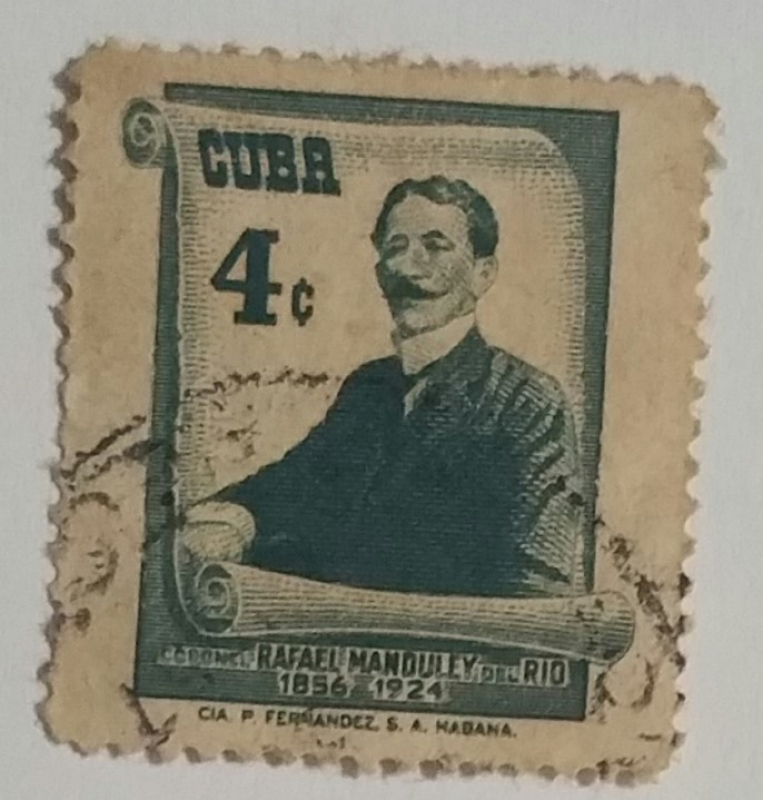 CUBA
4¢
CORONEL RAFAEL MANDULEY DEL RIO
1856 1924
CIA. P. FERNANDEZ, S. A. HABANA.